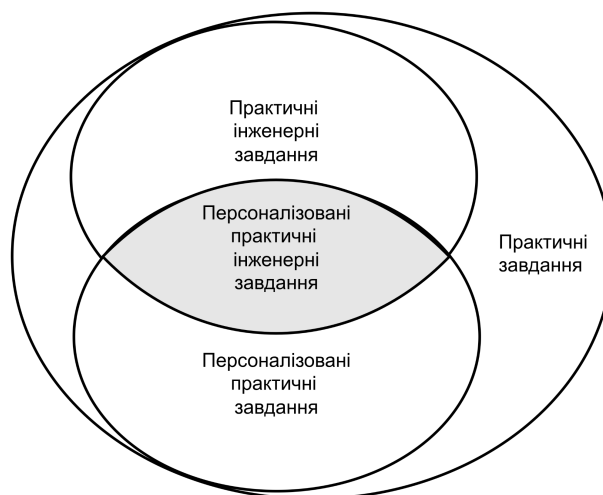 Практичні
інженерні
завдання
Персоналізовані
практичні
інженерні
завдання
Практичні
завдання
Персоналізовані
практичні
завдання